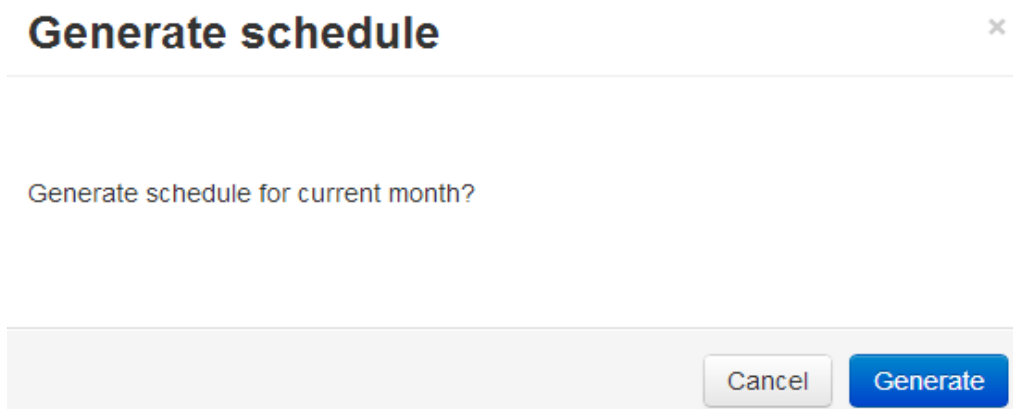 Generate schedule ×
Generate schedule for current month?
Cancel Generate